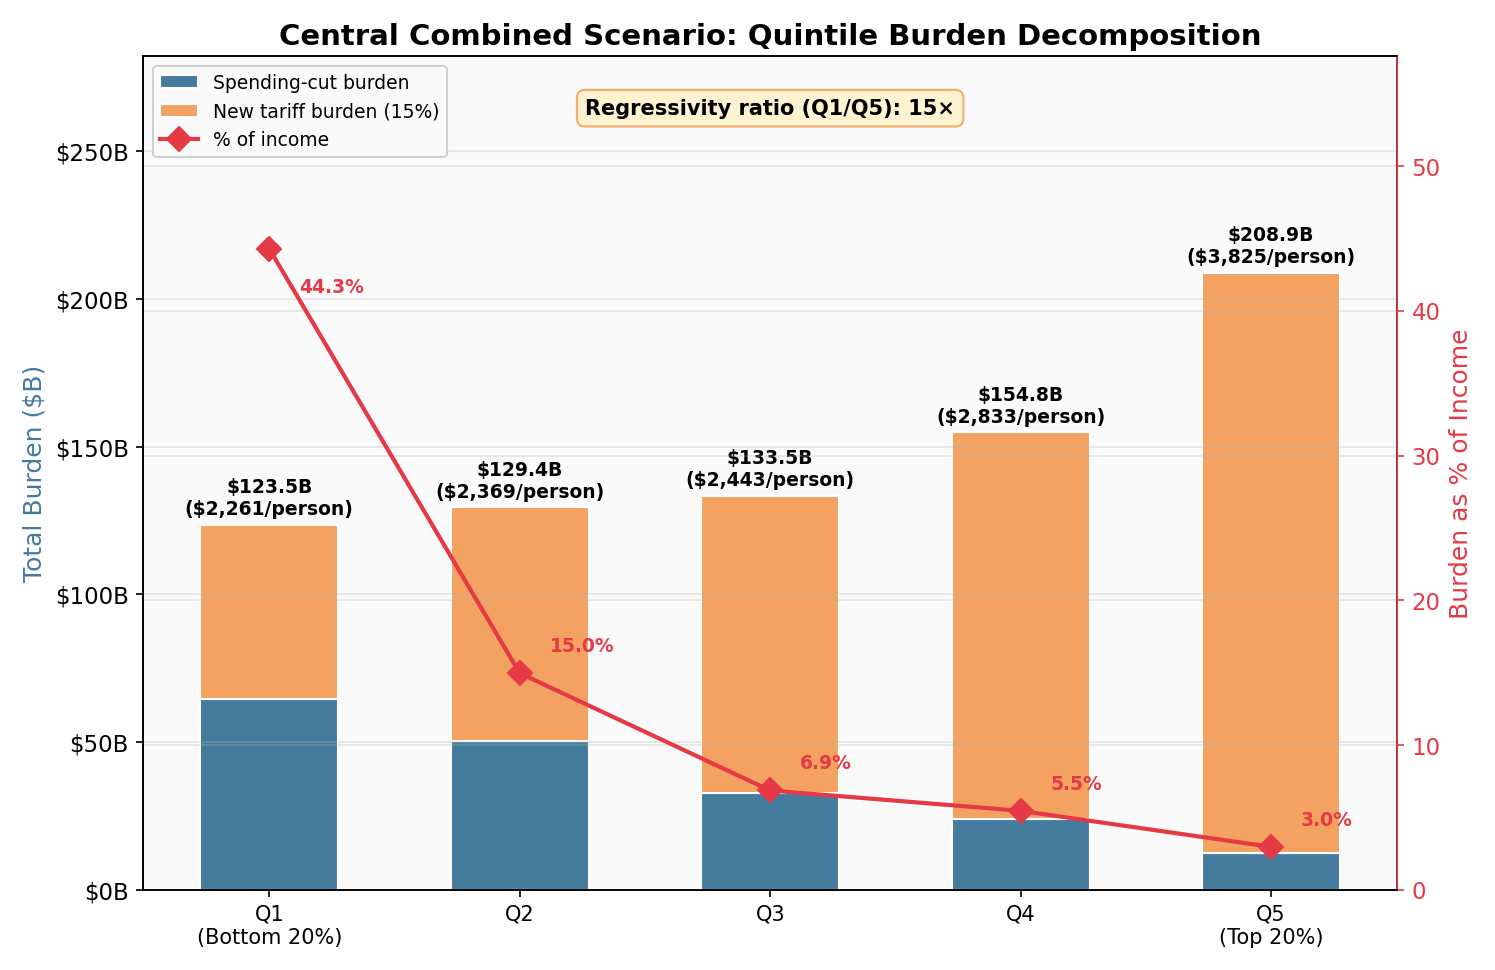 Central Combined Scenario: Quintile Burden Decomposition
Spending-cut burden
New tariff burden (15%)
% of income
Regressivity ratio (Q1/Q5): 15×
Total Burden ($B)
$250B
$200B
$150B
$100B
$50B
$0B
50
40
30
20
10
0
Burden as % of Income
$123.5B
($2,261/person)
$129.4B
($2,369/person)
$133.5B
($2,443/person)
$154.8B
($2,833/person)
$208.9B
($3,825/person)
44.3%
15.0%
6.9%
5.5%
3.0%
Q1
(Bottom 20%)
Q2
Q3
Q4
Q5
(Top 20%)